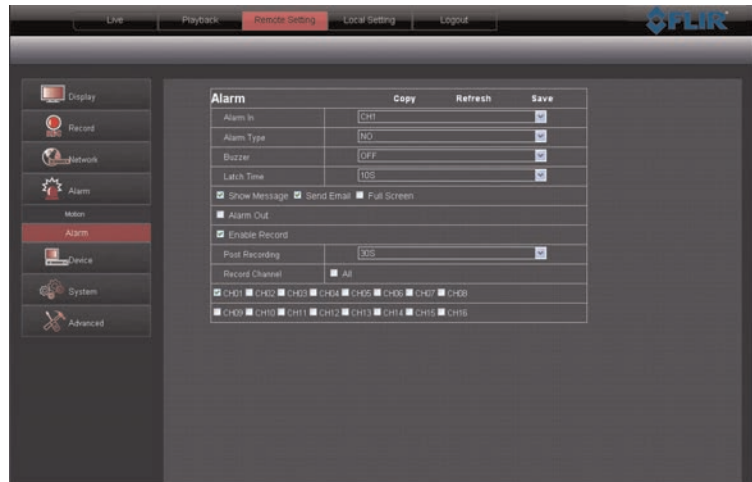 Live Playback Remote Setting Local Setting Logout
FLIR
Display
Record
Network
Alarm
Motion
Alarm
Device
System
Advanced
Alarm Copy Refresh Save
Alarm In CH1
Alarm Type NO
Buzzer OFF
Latch Time 10S
Show Message Send Email Full Screen
Alarm Out
Enable Record
Post Recording 30S
Record Channel All
CH01 CH02 CH03 CH04 CH05 CH06 CH07 CH08
CH09 CH10 CH11 CH12 CH13 CH14 CH15 CH16